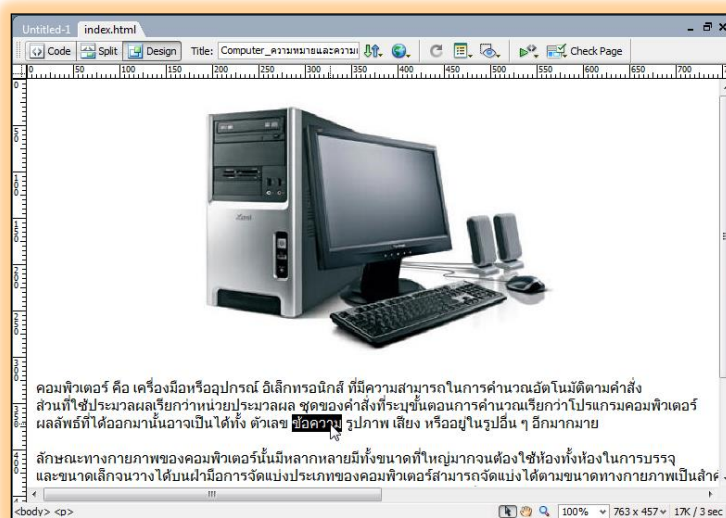 Untitled-1 index.html
Code Split Design Title: Computer_ความหมายและความ Check Page
0 50 100 150 200 250 300 350 400 450 500 550 600 650 700
คอมพิวเตอร์ คือ เครื่องมือหรืออุปกรณ์ อิเล็กทรอนิกส์ ที่มีความสามารถในการคำนวณอัตโนมัติตามคำสั่ง
ส่วนที่ใช้ประมวลผลเรียกว่าหน่วยประมวลผล ชุดของคำสั่งที่ระบุขั้นตอนการคำนวณเรียกว่าโปรแกรมคอมพิวเตอร์
ผลลัพธ์ที่ได้ออกมานั้นอาจเป็นได้ทั้ง ตัวเลข ข้อความ รูปภาพ เสียง หรืออยู่ในรูปอื่น ๆ อีกมากมาย
ลักษณะทางกายภาพของคอมพิวเตอร์นั้นมีหลากหลายมีทั้งขนาดที่ใหญ่มากจนต้องใช้ห้องทั้งห้องในการบรรจุ
และขนาดเล็กจนวางได้บนฝ่ามือการจัดแบ่งประเภทของคอมพิวเตอร์สามารถจัดแบ่งได้ตามขนาดทางกายภาพเป็นสำค
<body> <p> 100% 763 x 457 17K / 3 sec